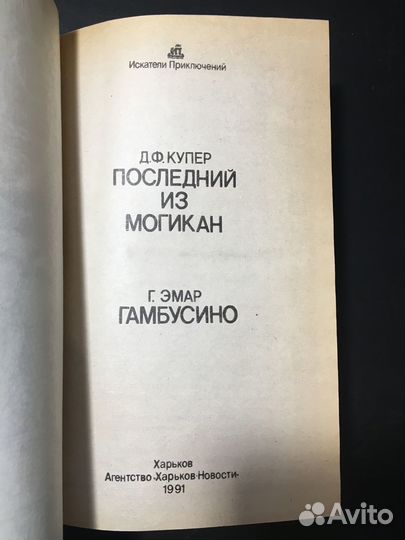 Искатели Приключений
Д.Ф. КУПЕР
ПОСЛЕДНИЙ
ИЗ
МОГИКАН
Г. ЭМАР
ГАМБУСИНО
Харьков
Агентство «Харьков-Новости»
1991
Avito